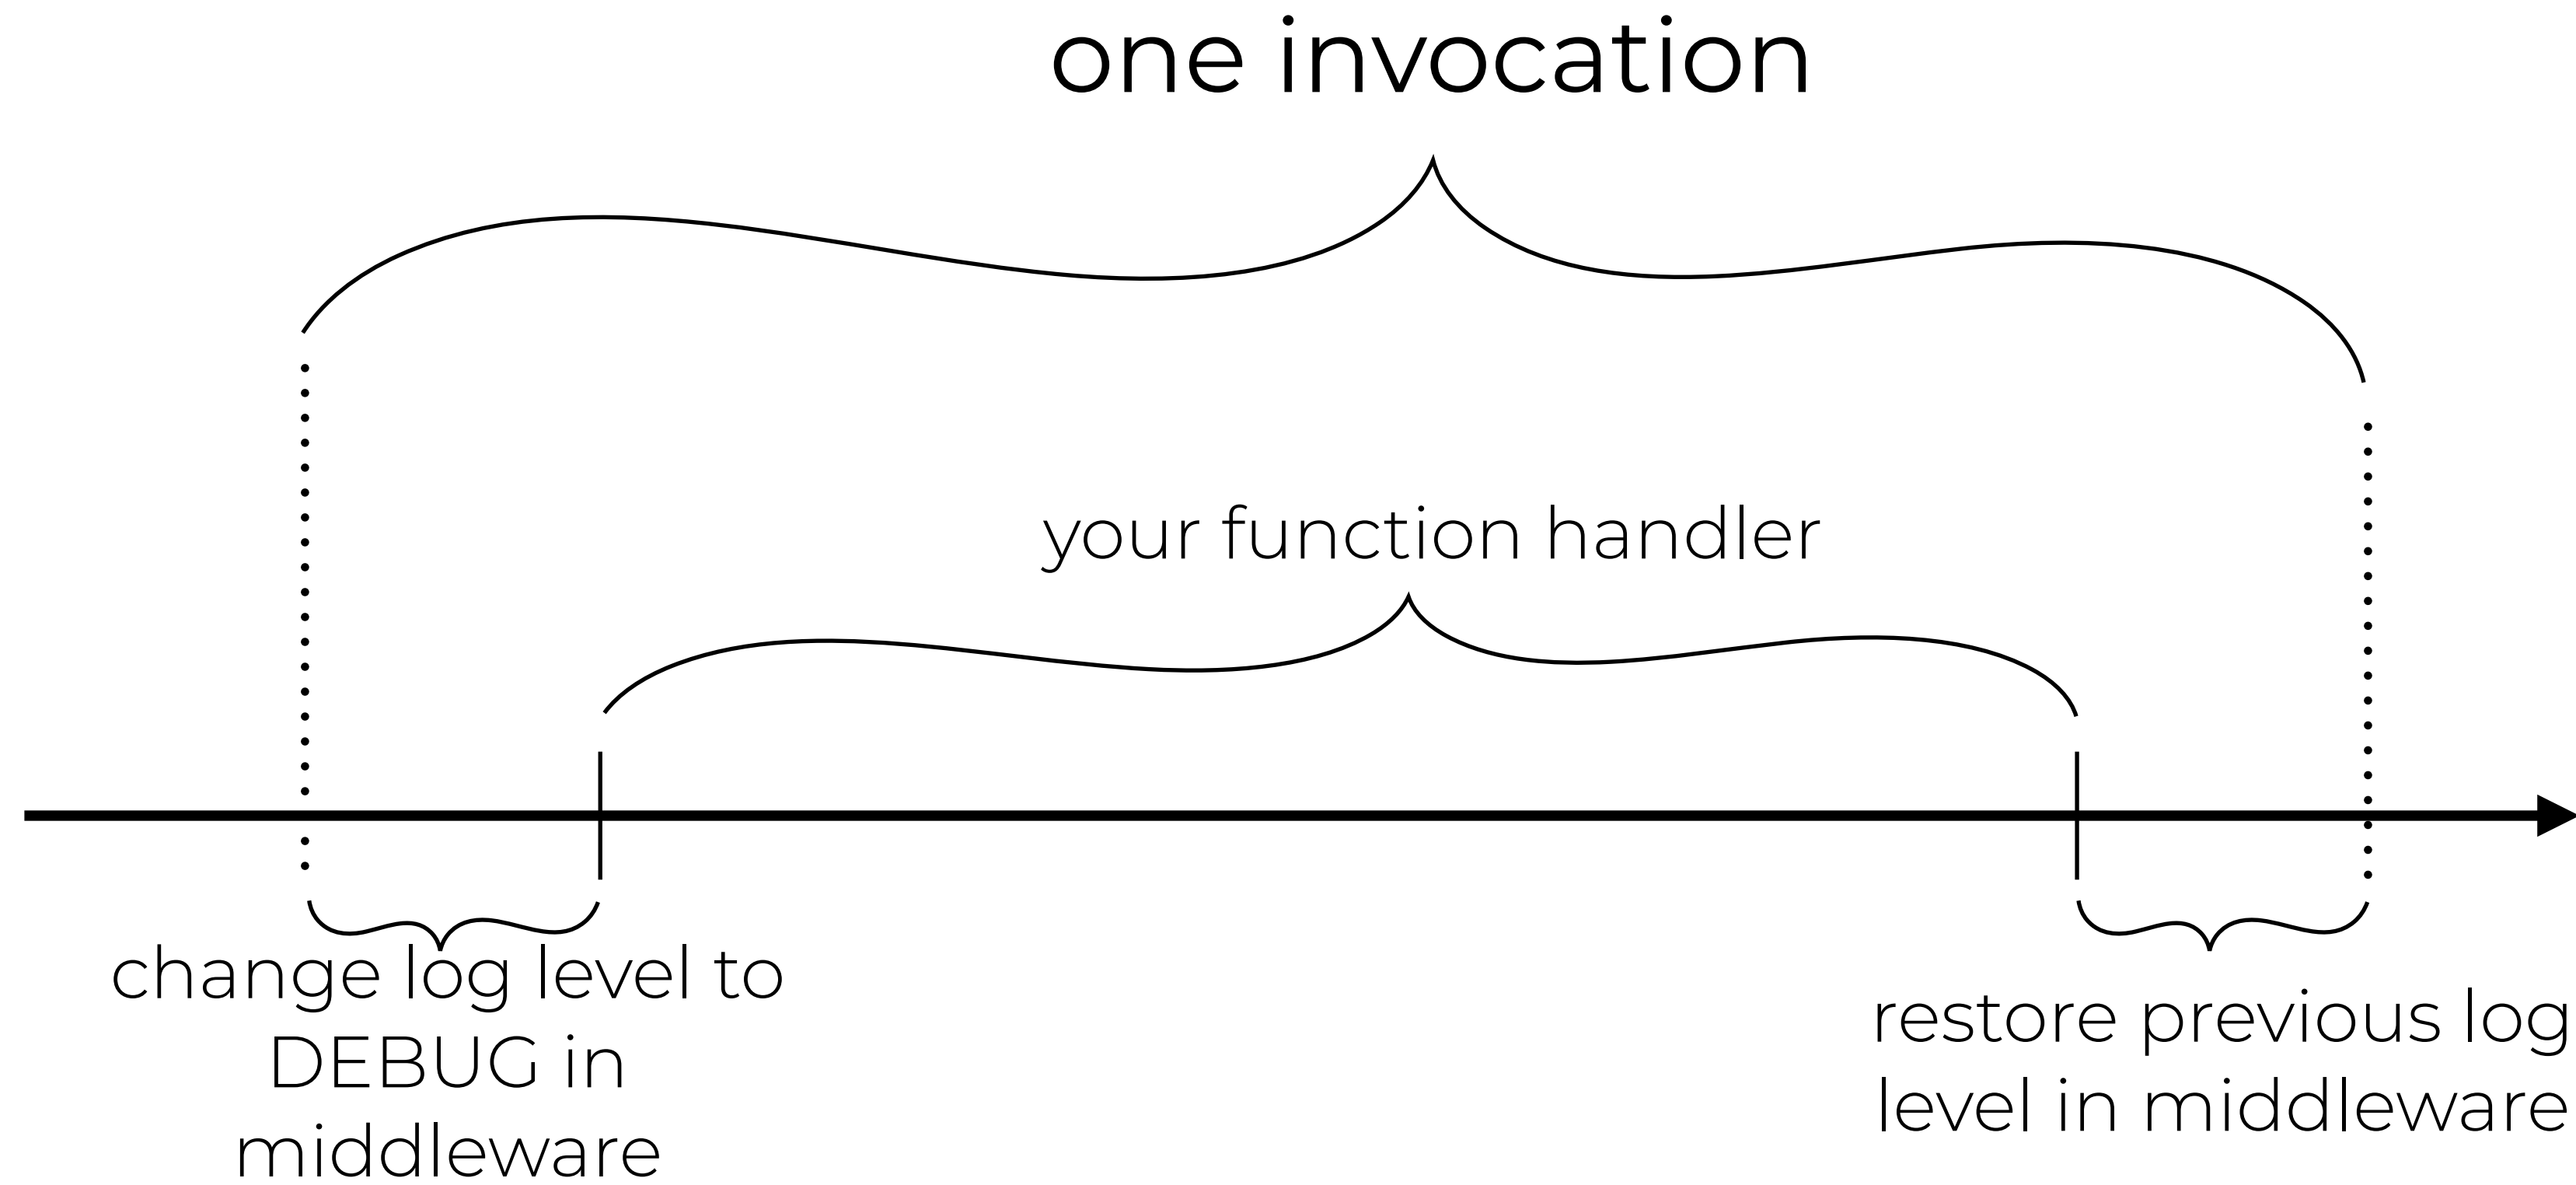 one invocation
your function handler
change log level to
DEBUG in
middleware
restore previous log
level in middleware